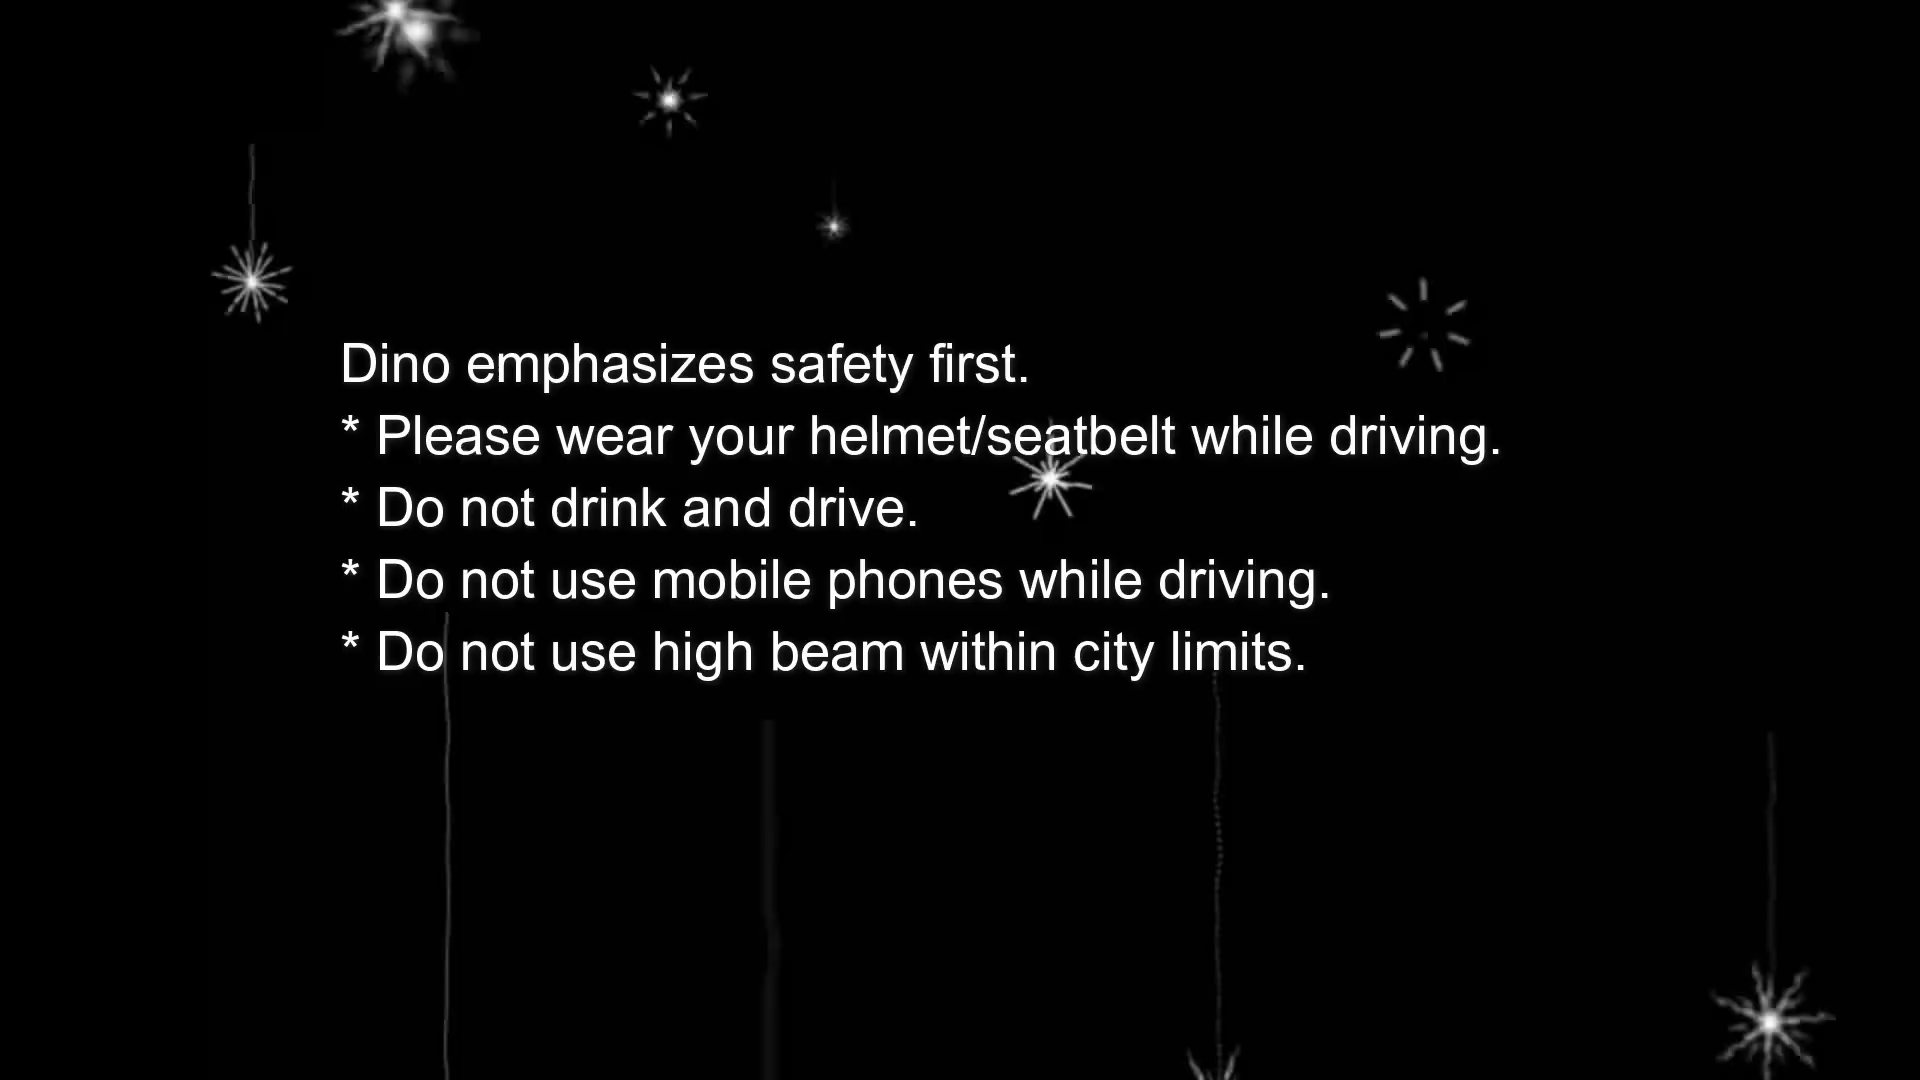 Dino emphasizes safety first.
* Please wear your helmet/seatbelt while driving.
* Do not drink and drive.
* Do not use mobile phones while driving.
* Do not use high beam within city limits.